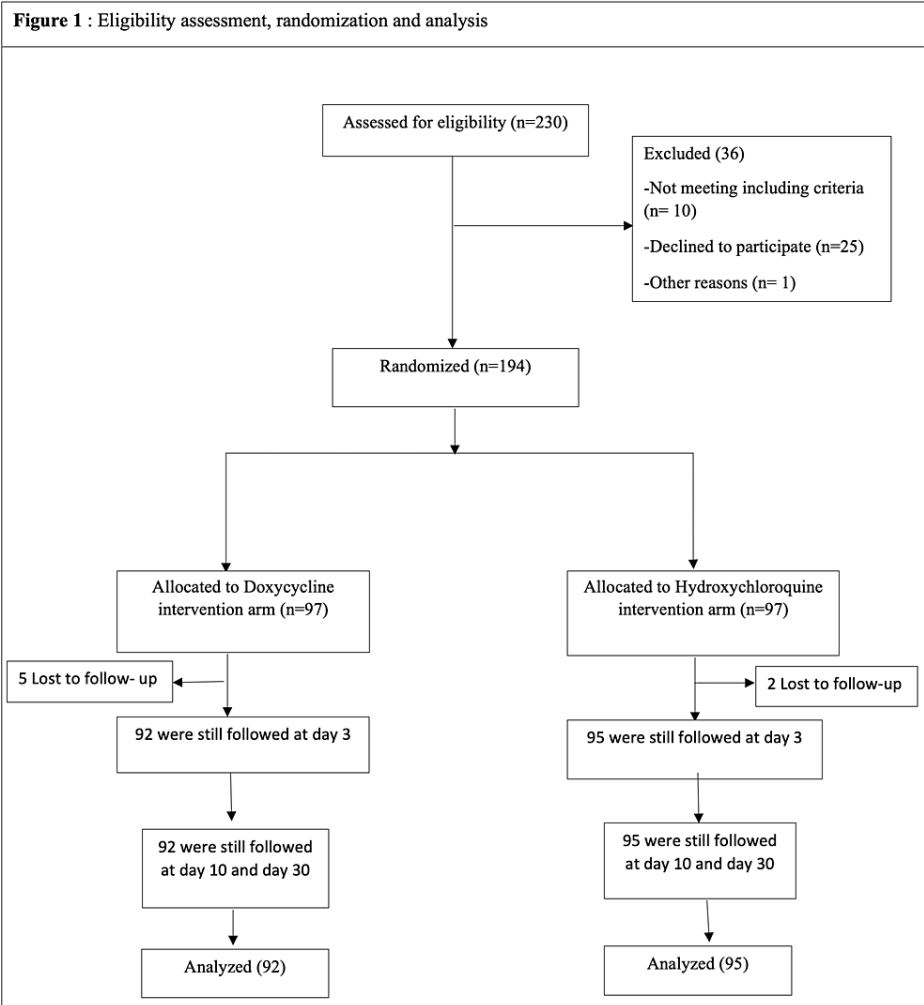 Figure 1 : Eligibility assessment, randomization and analysis
Assessed for eligibility (n=230)
Excluded (36)
-Not meeting including criteria
(n= 10)
-Declined to participate (n=25)
-Other reasons (n= 1)
Randomized (n=194)
Allocated to Doxycycline
intervention arm (n=97)
Allocated to Hydroxychloroquine
intervention arm (n=97)
5 Lost to follow- up
2 Lost to follow-up
92 were still followed at day 3
95 were still followed at day 3
92 were still followed
at day 10 and day 30
95 were still followed
at day 10 and day 30
Analyzed (92)
Analyzed (95)